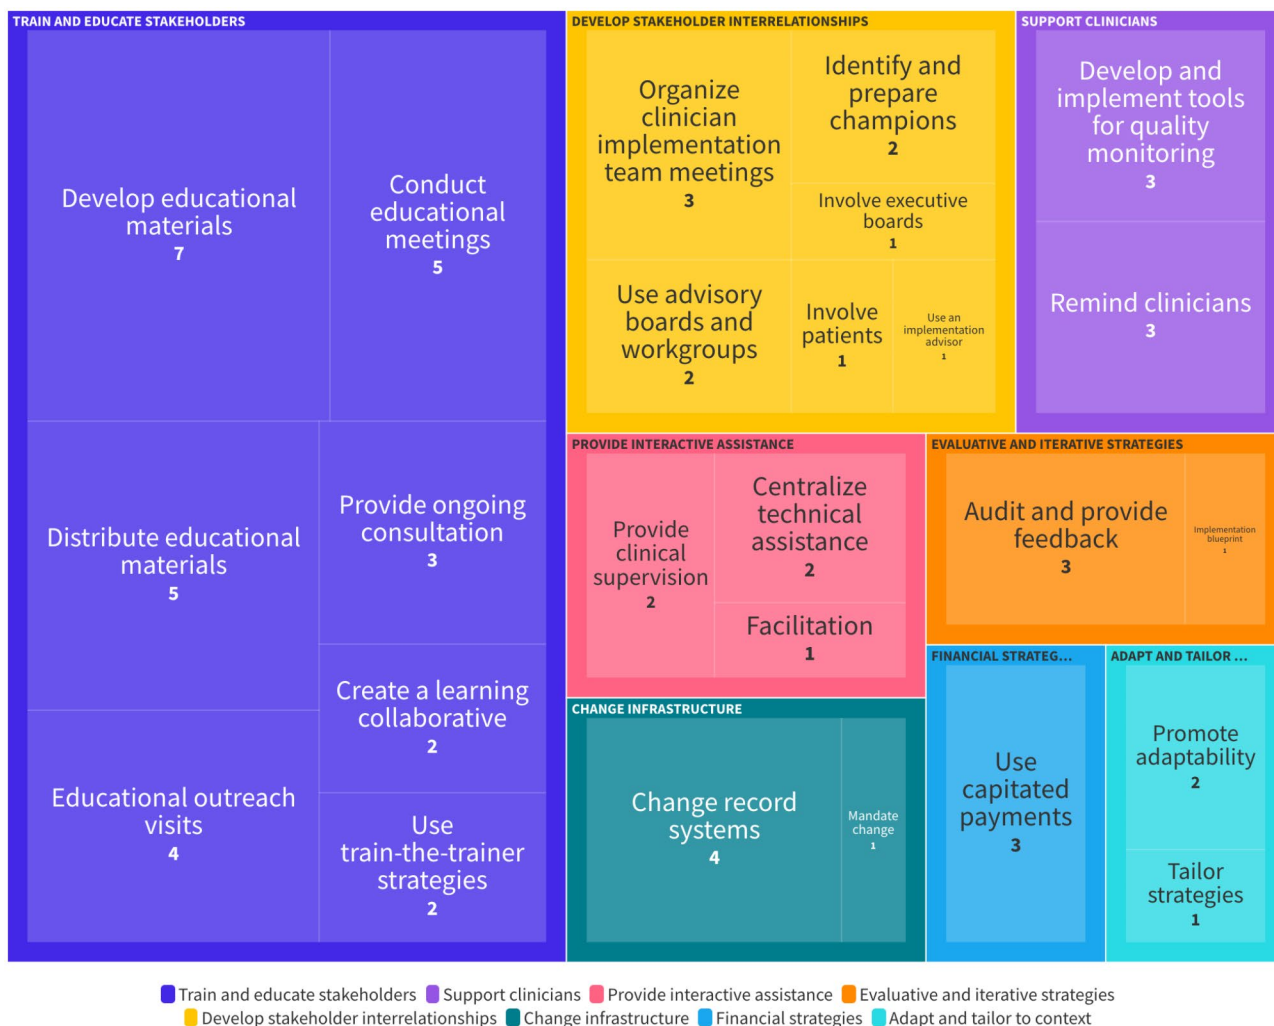 TRAIN AND EDUCATE STAKEHOLDERS
Develop educational
materials
7
Conduct
educational
meetings
5
Distribute educational
materials
5
Provide ongoing
consultation
3
Create a learning
collaborative
2
Educational outreach
visits
4
Use
train-the-trainer
strategies
2
DEVELOP STAKEHOLDER INTERRELATIONSHIPS
Organize
clinician
implementation
team meetings
3
Identify and
prepare
champions
2
Involve executive
boards
1
Use advisory
boards and
workgroups
2
Involve
patients
1
Use an
implementation
advisor
1
SUPPORT CLINICIANS
Develop and
implement tools
for quality
monitoring
3
Remind clinicians
3
PROVIDE INTERACTIVE ASSISTANCE
Provide
clinical
supervision
2
Centralize
technical
assistance
2
Facilitation
1
EVALUATIVE AND ITERATIVE STRATEGIES
Audit and provide
feedback
3
Implementation
blueprint
1
CHANGE INFRASTRUCTURE
Change record
systems
4
Mandate
change
1
FINANCIAL STRATEG...
Use
capitated
payments
3
ADAPT AND TAILOR ...
Promote
adaptability
2
Tailor
strategies
1
Train and educate stakeholders Support clinicians Provide interactive assistance Evaluative and iterative strategies
Develop stakeholder interrelationships Change infrastructure Financial strategies Adapt and tailor to context